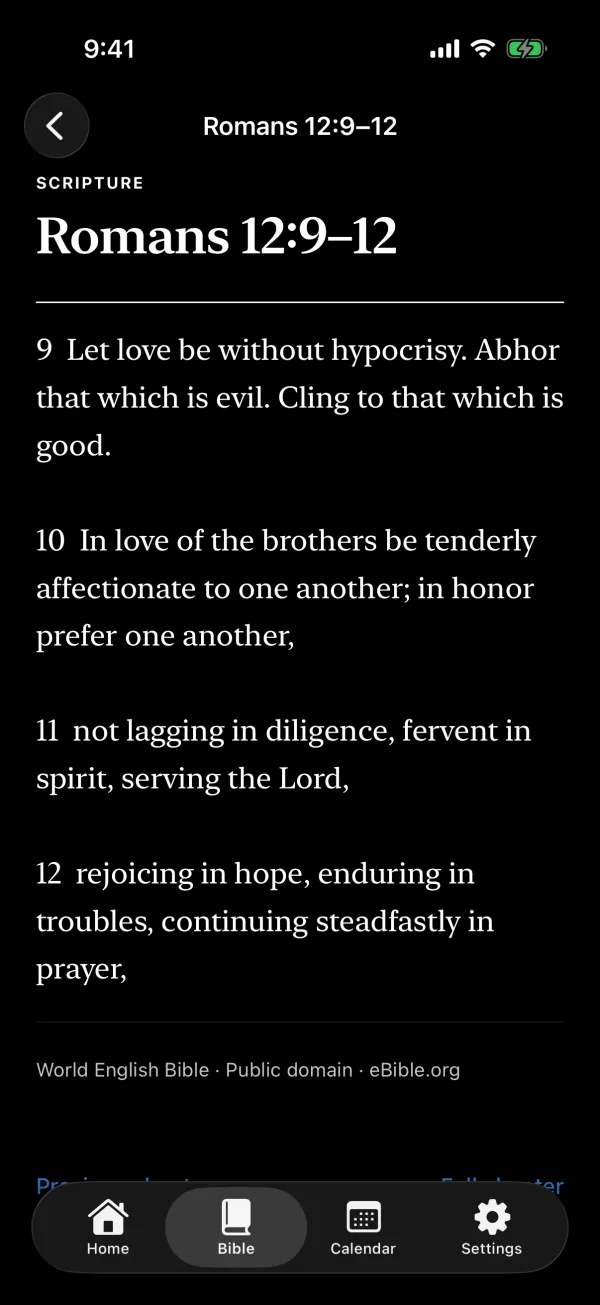 9:41
Romans 12:9–12
SCRIPTURE
Romans 12:9–12
9 Let love be without hypocrisy. Abhor
that which is evil. Cling to that which is
good.
10 In love of the brothers be tenderly
affectionate to one another; in honor
prefer one another,
11 not lagging in diligence, fervent in
spirit, serving the Lord,
12 rejoicing in hope, enduring in
troubles, continuing steadfastly in
prayer,
World English Bible · Public domain · eBible.org
Home
Bible
Calendar
Settings